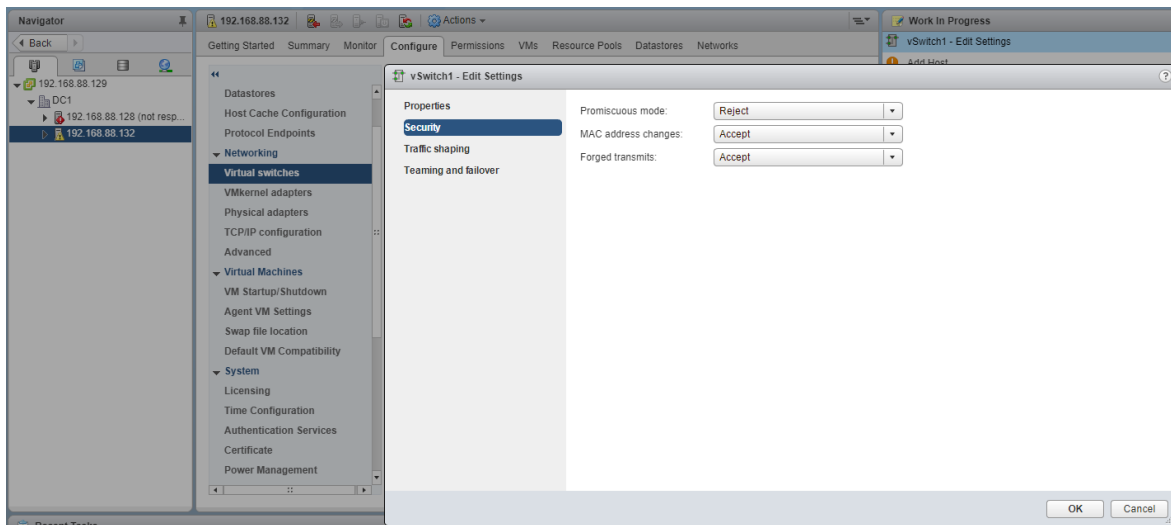 Navigator
192.168.88.132
Actions
Work In Progress
Back
Getting Started Summary Monitor Configure Permissions VMs Resource Pools Datastores Networks
vSwitch1 - Edit Settings
Add Host
192.168.88.129
DC1
192.168.88.128 (not resp...
192.168.88.132
Datastores
Host Cache Configuration
Protocol Endpoints
Networking
Virtual switches
VMkernel adapters
Physical adapters
TCP/IP configuration
Advanced
Virtual Machines
VM Startup/Shutdown
Agent VM Settings
Swap file location
Default VM Compatibility
System
Licensing
Time Configuration
Authentication Services
Certificate
Power Management
vSwitch1 - Edit Settings
?
Properties
Security
Traffic shaping
Teaming and failover
Promiscuous mode: Reject
MAC address changes: Accept
Forged transmits: Accept
OK Cancel
Recent Tasks